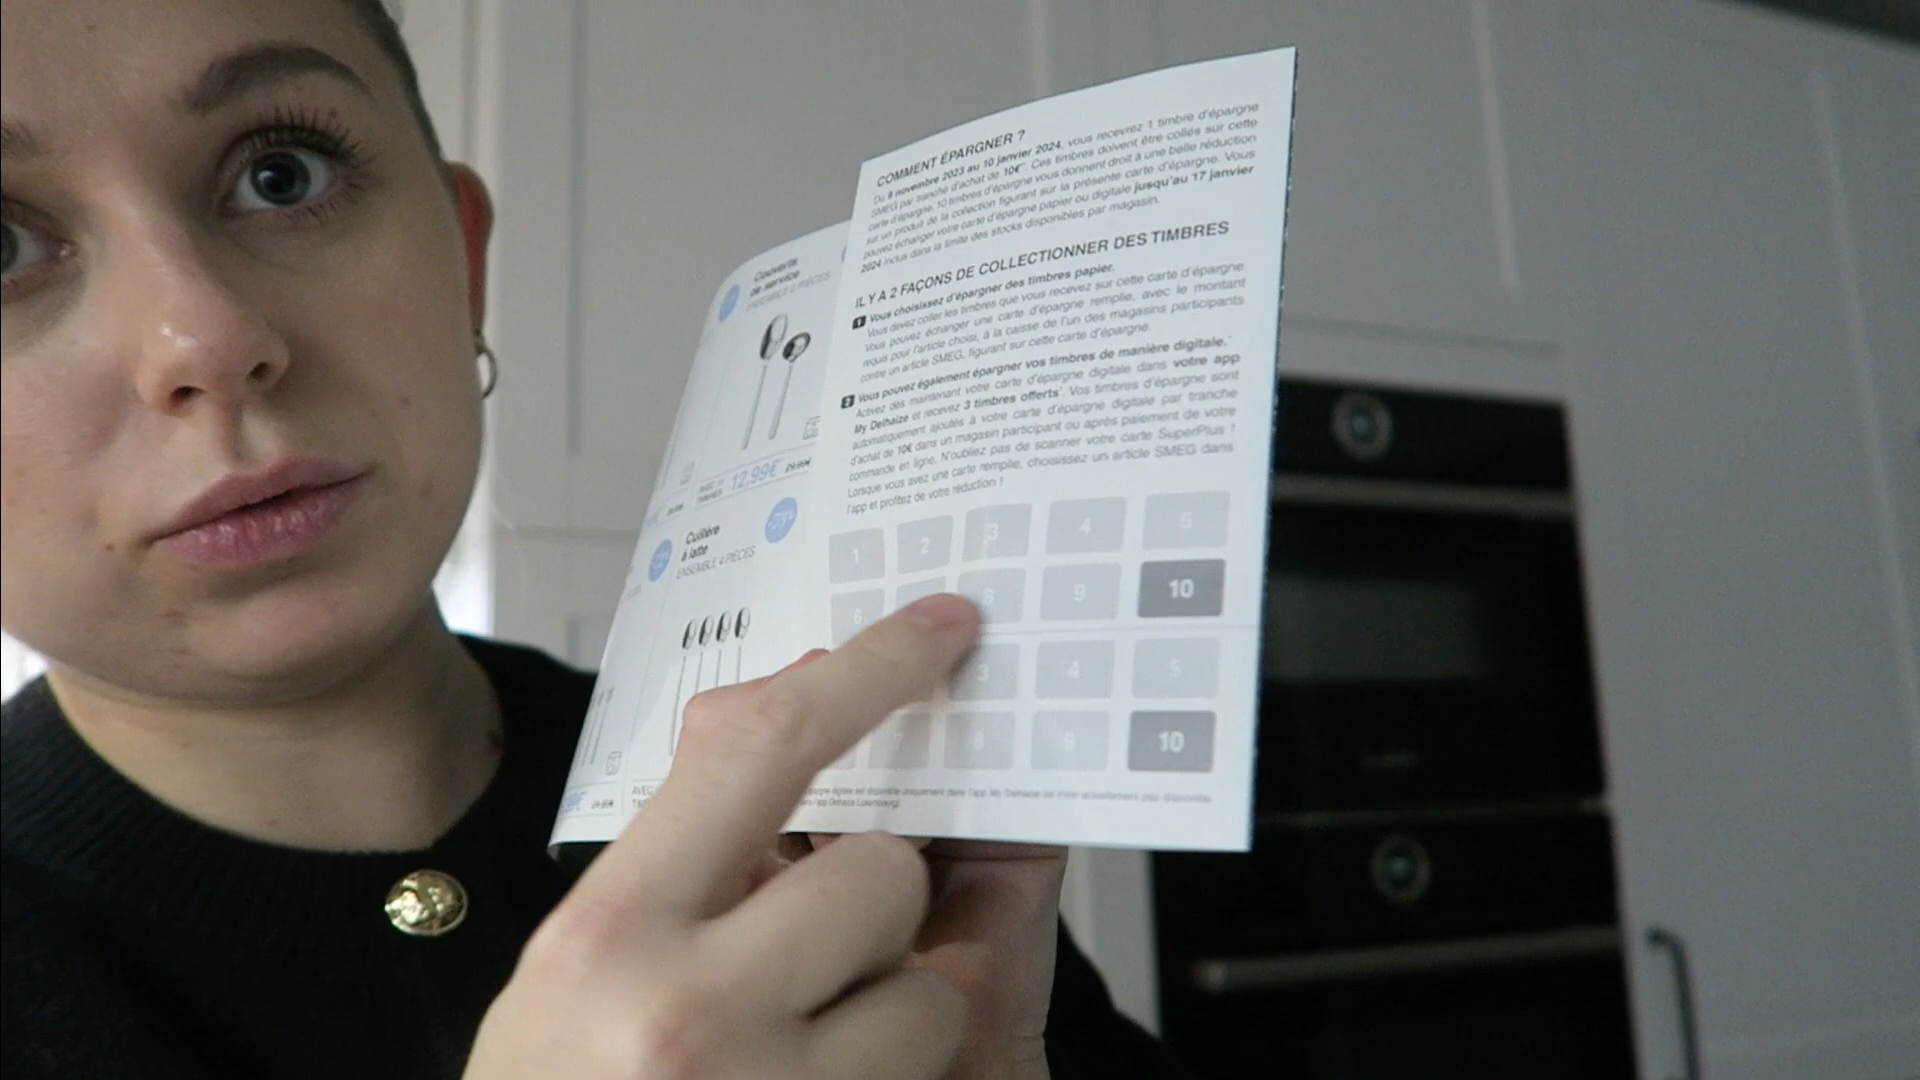 Couverts
de service
ENSEMBLE 2 PIÈCES
12.99€
Cuillère
à latte
ENSEMBLE 4 PIÈCES
AVEC
COMMENT ÉPARGNER ?
Du 9 novembre 2023 au 10 janvier 2024, vous recevrez 1 timbre d'épargne
SMEG par tranche d'achat de 10€**. Ces timbres doivent être collés sur cette
carte d'épargne. 10 timbres d'épargne vous donnent droit à une belle réduction
sur un produit de la collection figurant sur la présente carte d'épargne. Vous
pouvez échanger votre carte d'épargne papier ou digitale jusqu'au 17 janvier
2024 inclus dans la limite des stocks disponibles par magasin.
IL Y A 2 FAÇONS DE COLLECTIONNER DES TIMBRES
1 Vous choisissez d'épargner des timbres papier.
Vous devez coller les timbres que vous recevez sur cette carte d'épargne.
Vous pouvez échanger une carte d'épargne remplie, avec le montant
requis pour l'article choisi, à la caisse de l'un des magasins participants
contre un article SMEG, figurant sur cette carte d'épargne.
2 Vous pouvez également épargner vos timbres de manière digitale.*
Activez dès maintenant votre carte d'épargne digitale dans votre app
My Delhaize et recevez 3 timbres offerts*. Vos timbres d'épargne sont
automatiquement ajoutés à votre carte d'épargne digitale par tranche
d'achat de 10€ dans un magasin participant ou après paiement de votre
commande en ligne. N'oubliez pas de scanner votre carte SuperPlus !
Lorsque vous avez une carte remplie, choisissez un article SMEG dans
l'app et profitez de votre réduction !
1 2 3 4 5
6 8 9 10
3 4 5
7 8 9 10